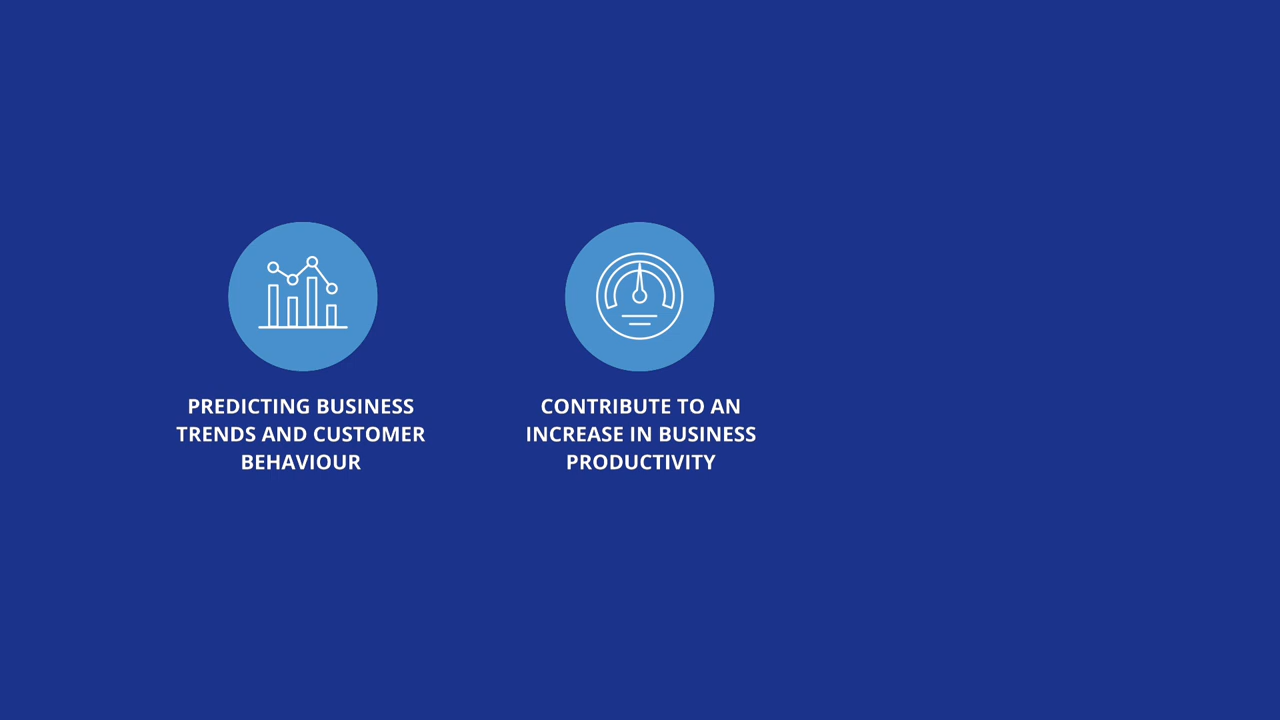 PREDICTING BUSINESS
TRENDS AND CUSTOMER
BEHAVIOUR
CONTRIBUTE TO AN
INCREASE IN BUSINESS
PRODUCTIVITY